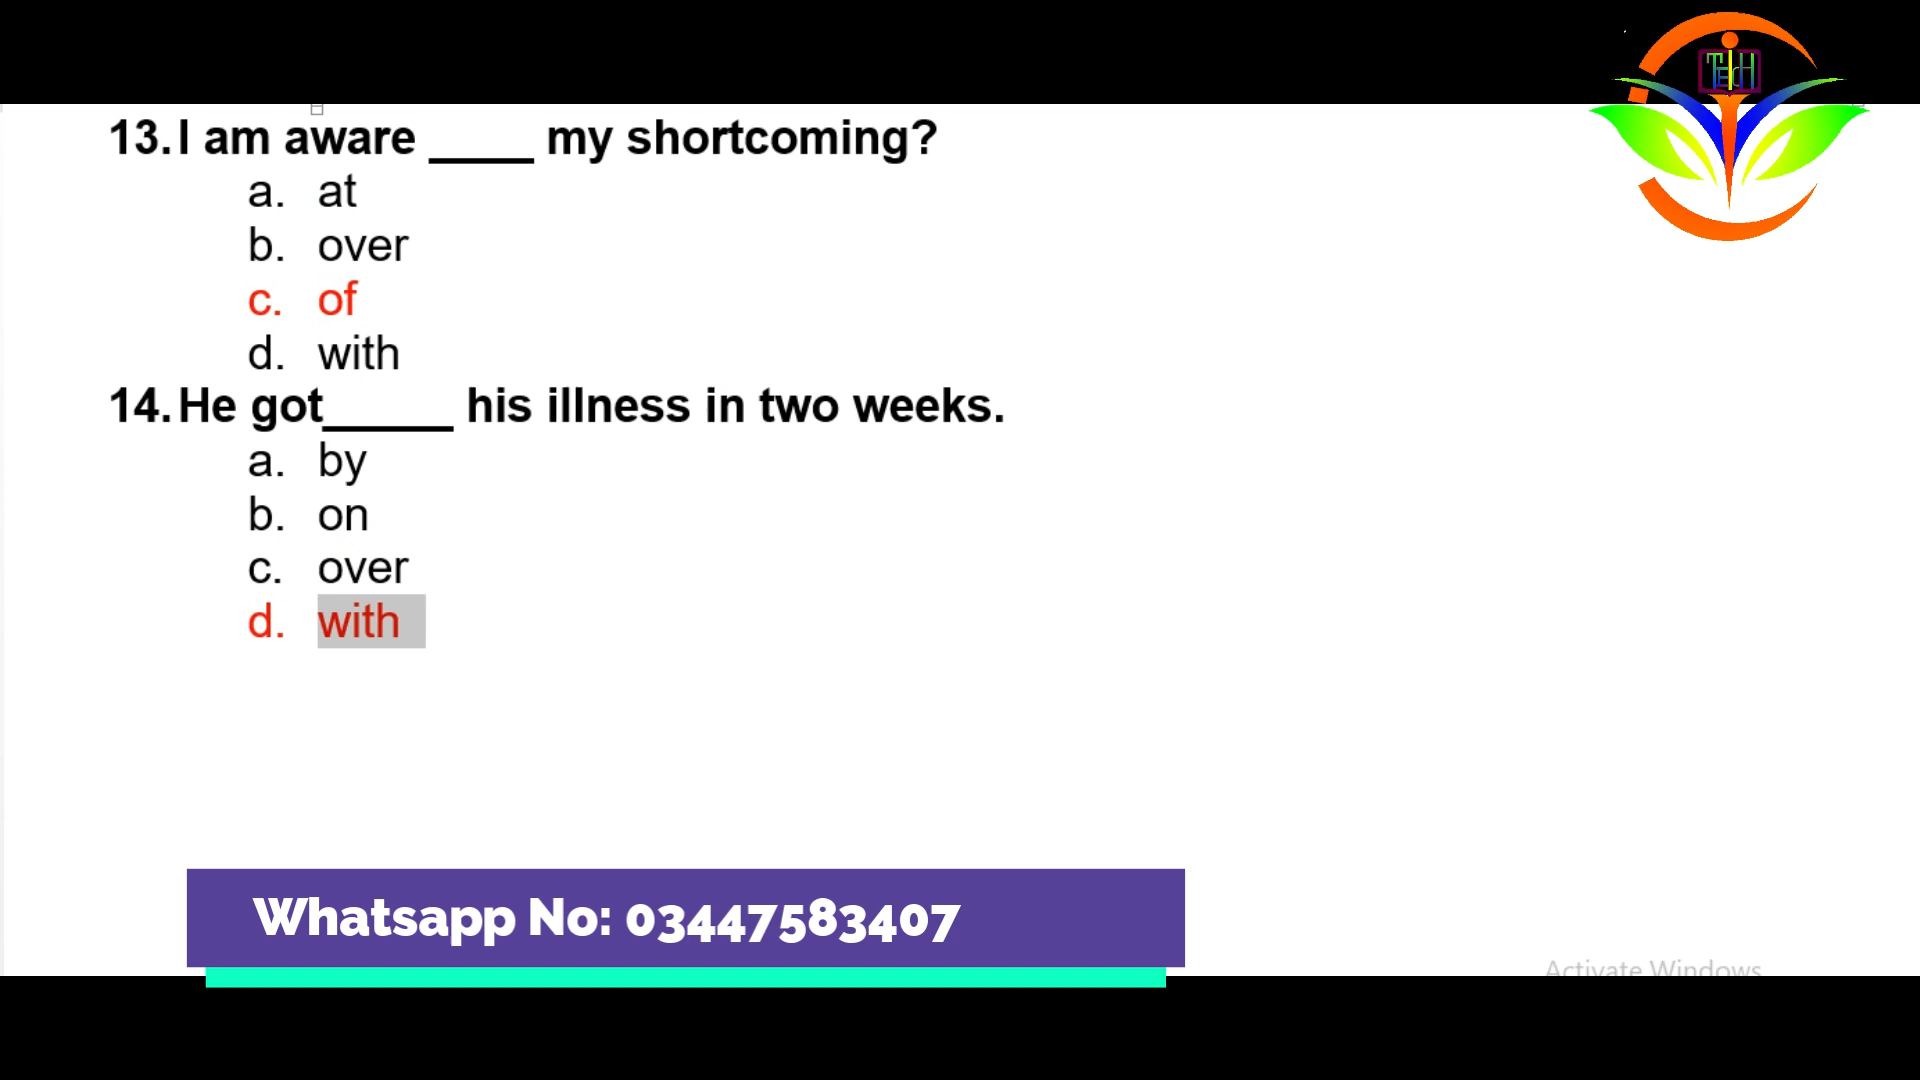 TECH
13. I am aware ____ my shortcoming?
a. at
b. over
c. of
d. with
14. He got_____ his illness in two weeks.
a. by
b. on
c. over
d. with
Whatsapp No: 03447583407
Activate Windows